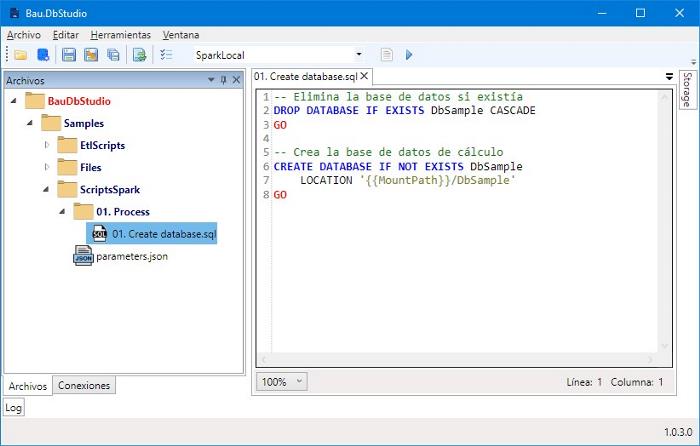 Bau.DbStudio
Archivo Editar Herramientas Ventana
SparkLocal
Archivos
BauDbStudio
Samples
EtlScripts
Files
ScriptsSpark
01. Process
SQL 01. Create database.sql
JSON parameters.json
Archivos Conexiones
Log
01. Create database.sql
1 -- Elimina la base de datos si existía
2 DROP DATABASE IF EXISTS DbSample CASCADE
3 GO
4
5 -- Crea la base de datos de cálculo
6 CREATE DATABASE IF NOT EXISTS DbSample
7 LOCATION '{{MountPath}}/DbSample'
8 GO
100% Línea: 1 Columna: 1
Storage
1.0.3.0